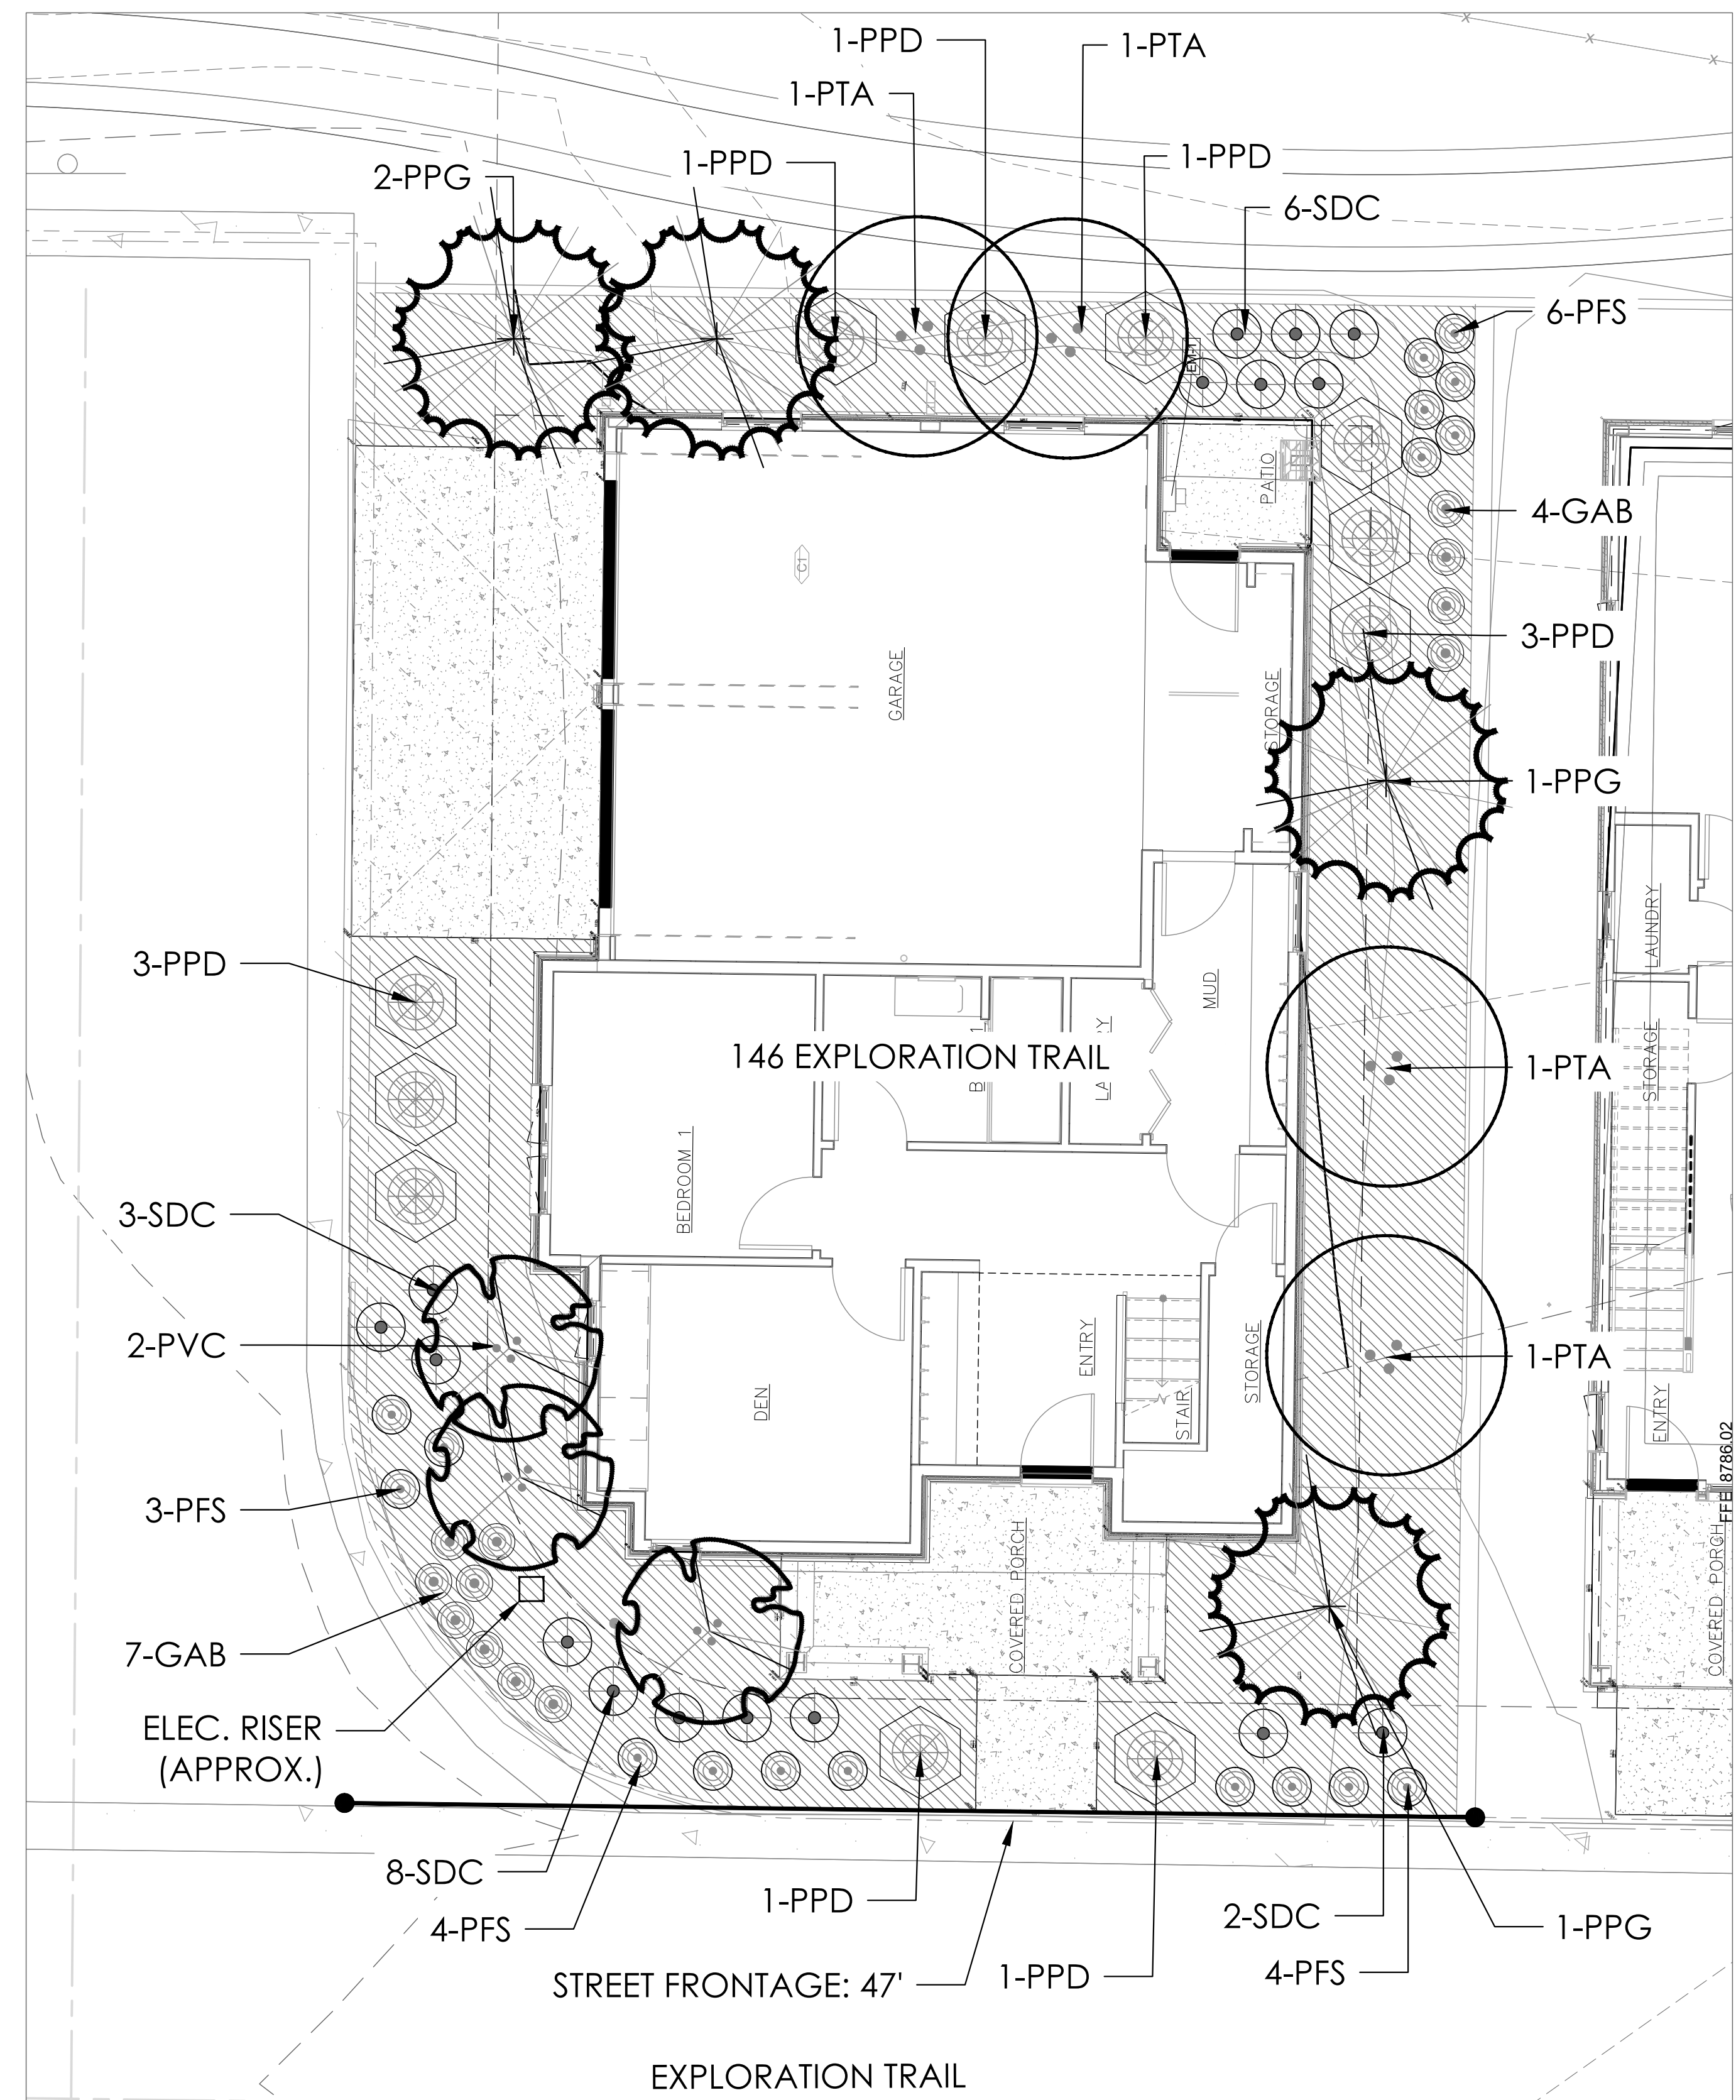 1-PPD
1-PTA
1-PTA
1-PPD
1-PPD
2-PPG
6-SDC
6-PFS
EM-1
PATIO
4-GAB
C1
3-PPD
GARAGE
STORAGE
1-PPG
LAUNDRY
3-PPD
MUD
146 EXPLORATION TRAIL
1-PTA
STORAGE
BEDROOM 1
3-SDC
2-PVC
ENTRY
STORAGE
1-PTA
DEN
STAIR
ENTRY
FFE: 8786.02
3-PFS
COVERED PORCH
COVERED PORCH
7-GAB
ELEC. RISER
(APPROX.)
8-SDC
1-PPD
2-SDC
1-PPG
4-PFS
STREET FRONTAGE: 47'
1-PPD
4-PFS
EXPLORATION TRAIL